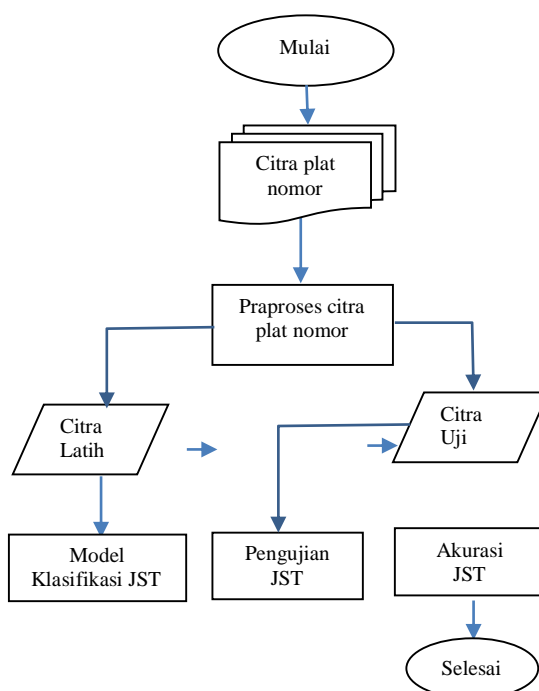 Mulai
Citra plat
nomor
Praproses citra
plat nomor
Citra
Latih
Citra
Uji
Model
Klasifikasi JST
Pengujian
JST
Akurasi
JST
Selesai